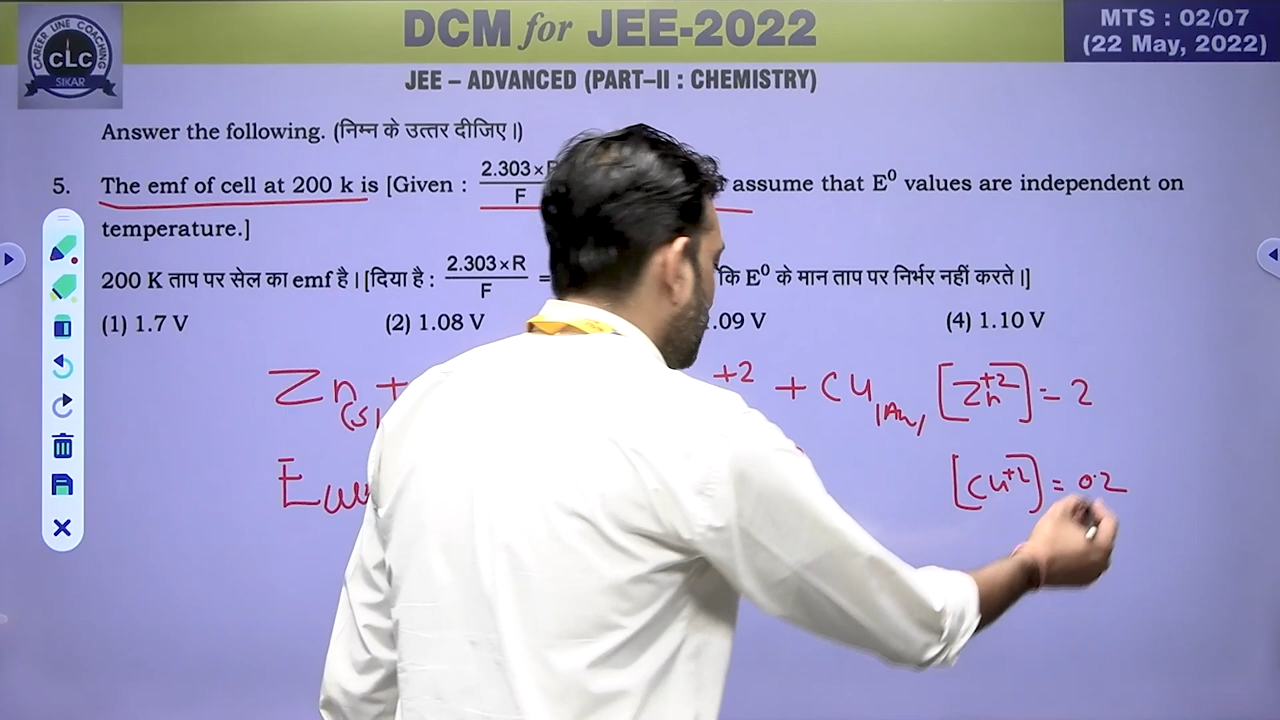 DCM for JEE-2022
MTS : 02/07
(22 May, 2022)
CAREER LINE COACHING
CLC
SIKAR
JEE – ADVANCED (PART–II : CHEMISTRY)
Answer the following. (निम्न के उत्तर दीजिए।)
5. The emf of cell at 200 k is [Given : 2.303× / F assume that E⁰ values are independent on
temperature.]
200 K ताप पर सेल का emf है। [दिया है : 2.303×R / F = कि E⁰ के मान ताप पर निर्भर नहीं करते।]
(1) 1.7 V (2) 1.08 V .09 V (4) 1.10 V
Zn(s) + +2 + Cu [Zn+2] = 2
[Cu+2] = 02